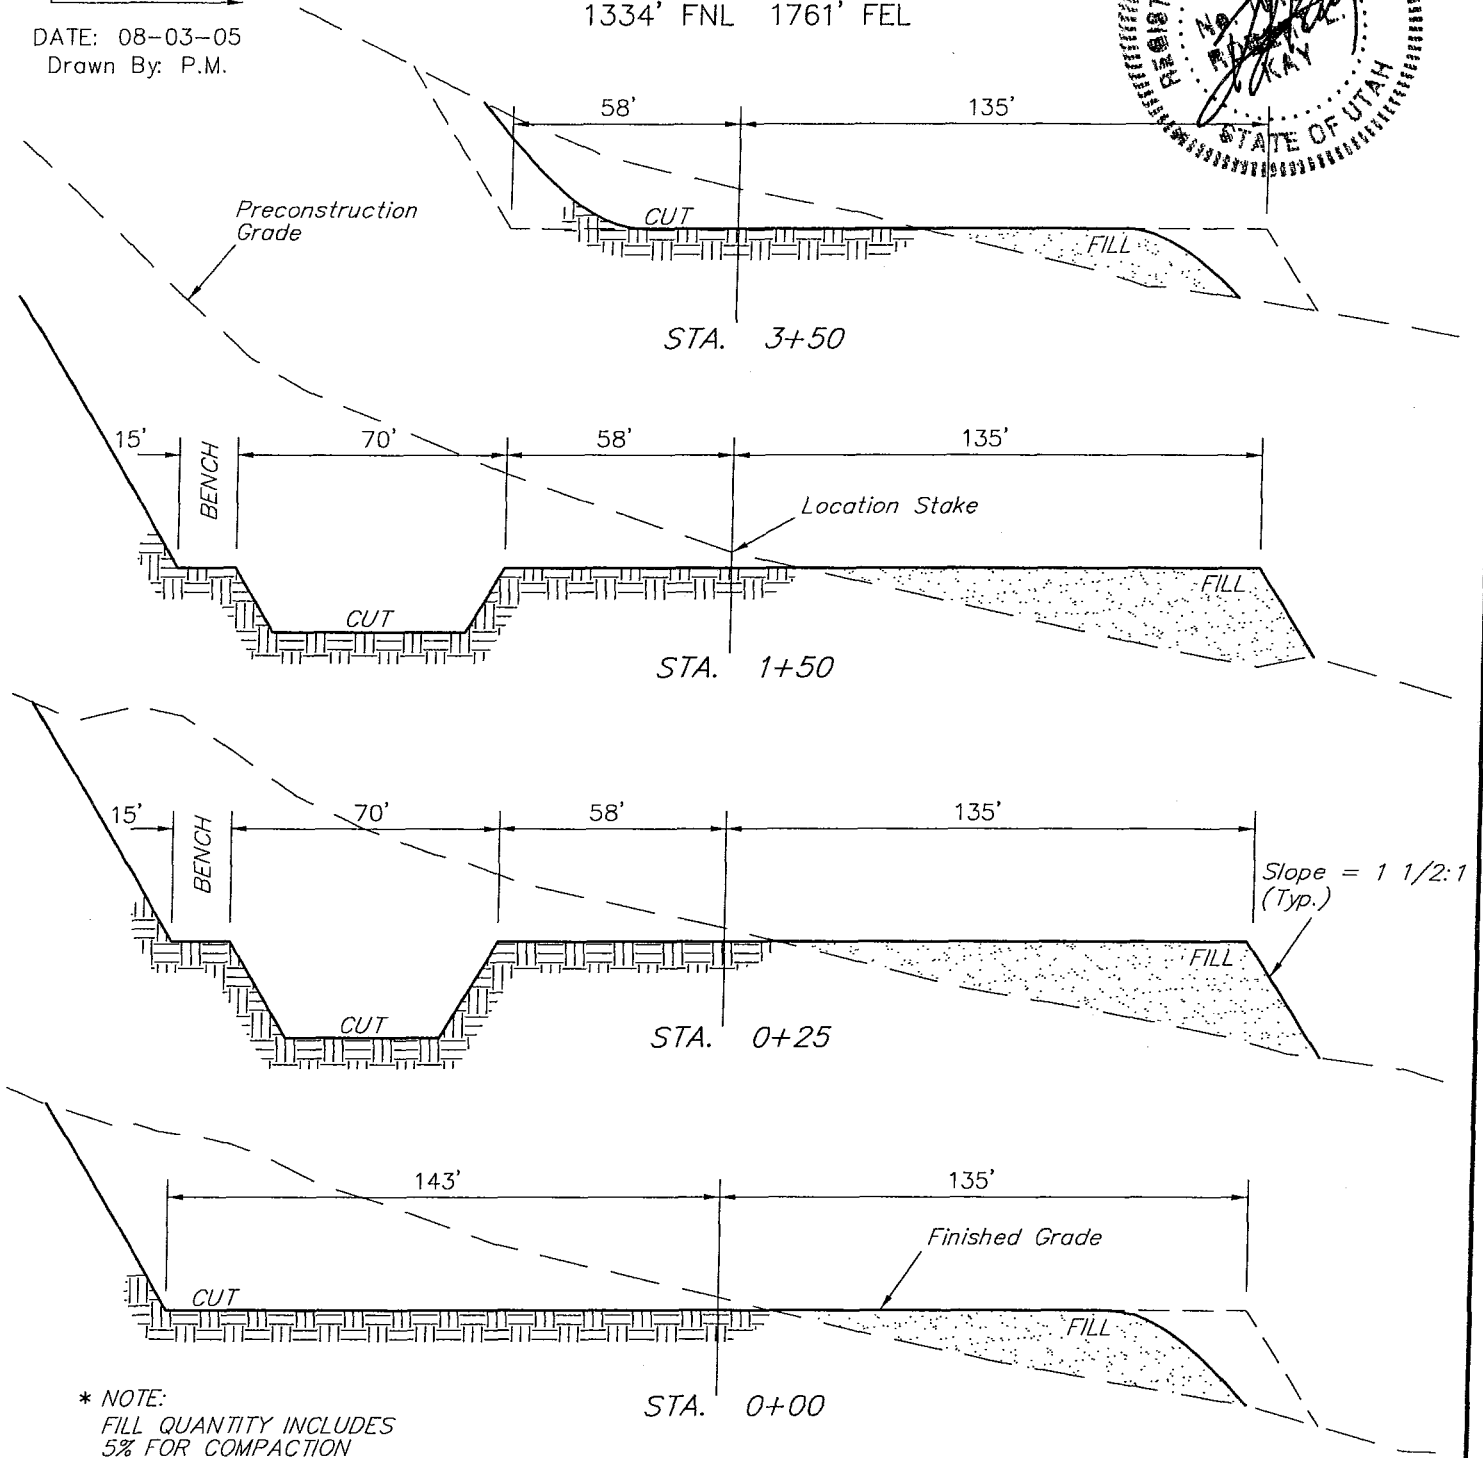 1334' FNL 1761' FEL
DATE: 08-03-05
Drawn By: P.M.
No.
KAY
STATE OF UTAH
58' 135'
Preconstruction
Grade
CUT
FILL
STA. 3+50
15' BENCH 70' 58' 135'
Location Stake
CUT
FILL
STA. 1+50
15' BENCH 70' 58' 135'
Slope = 1 1/2:1
(Typ.)
CUT
FILL
STA. 0+25
143' 135'
Finished Grade
CUT
FILL
STA. 0+00
* NOTE:
FILL QUANTITY INCLUDES
5% FOR COMPACTION